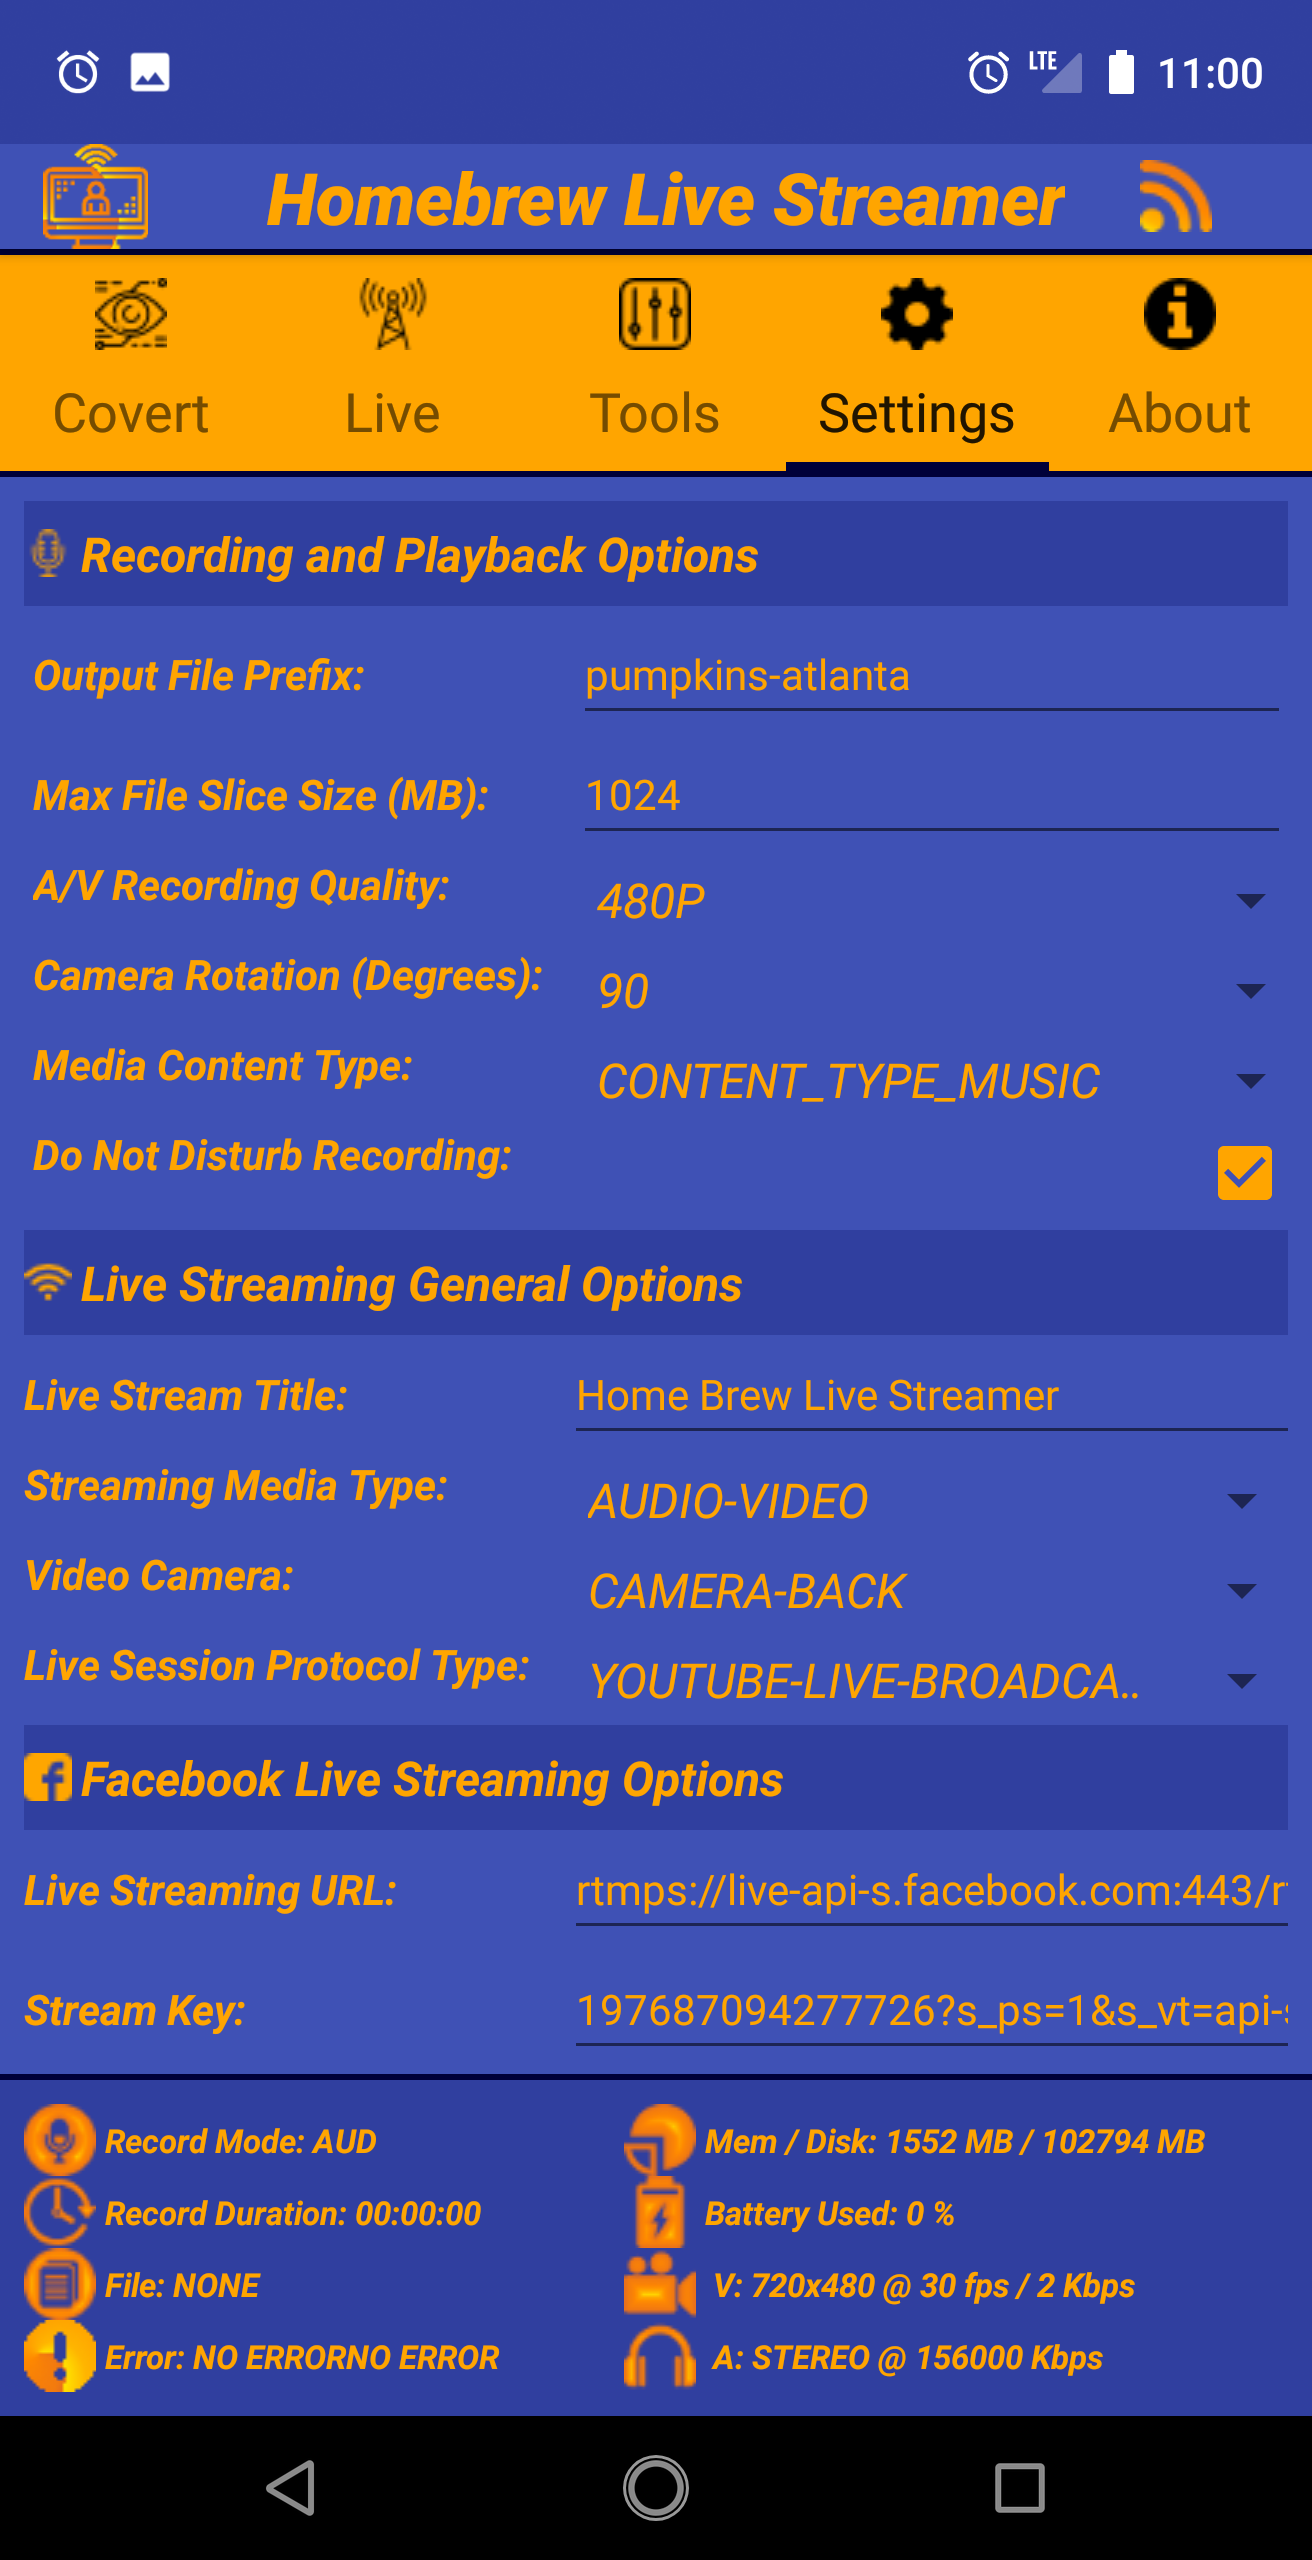 LTE 11:00
Homebrew Live Streamer
Covert Live Tools Settings About
Recording and Playback Options
Output File Prefix: pumpkins-atlanta
Max File Slice Size (MB): 1024
A/V Recording Quality: 480P
Camera Rotation (Degrees): 90
Media Content Type: CONTENT_TYPE_MUSIC
Do Not Disturb Recording:
Live Streaming General Options
Live Stream Title: Home Brew Live Streamer
Streaming Media Type: AUDIO-VIDEO
Video Camera: CAMERA-BACK
Live Session Protocol Type: YOUTUBE-LIVE-BROADCA..
Facebook Live Streaming Options
Live Streaming URL: rtmps://live-api-s.facebook.com:443/r
Stream Key: 197687094277726?s_ps=1&s_vt=api-s
Record Mode: AUD Mem / Disk: 1552 MB / 102794 MB
Record Duration: 00:00:00 Battery Used: 0 %
File: NONE V: 720x480 @ 30 fps / 2 Kbps
Error: NO ERRORNO ERROR A: STEREO @ 156000 Kbps